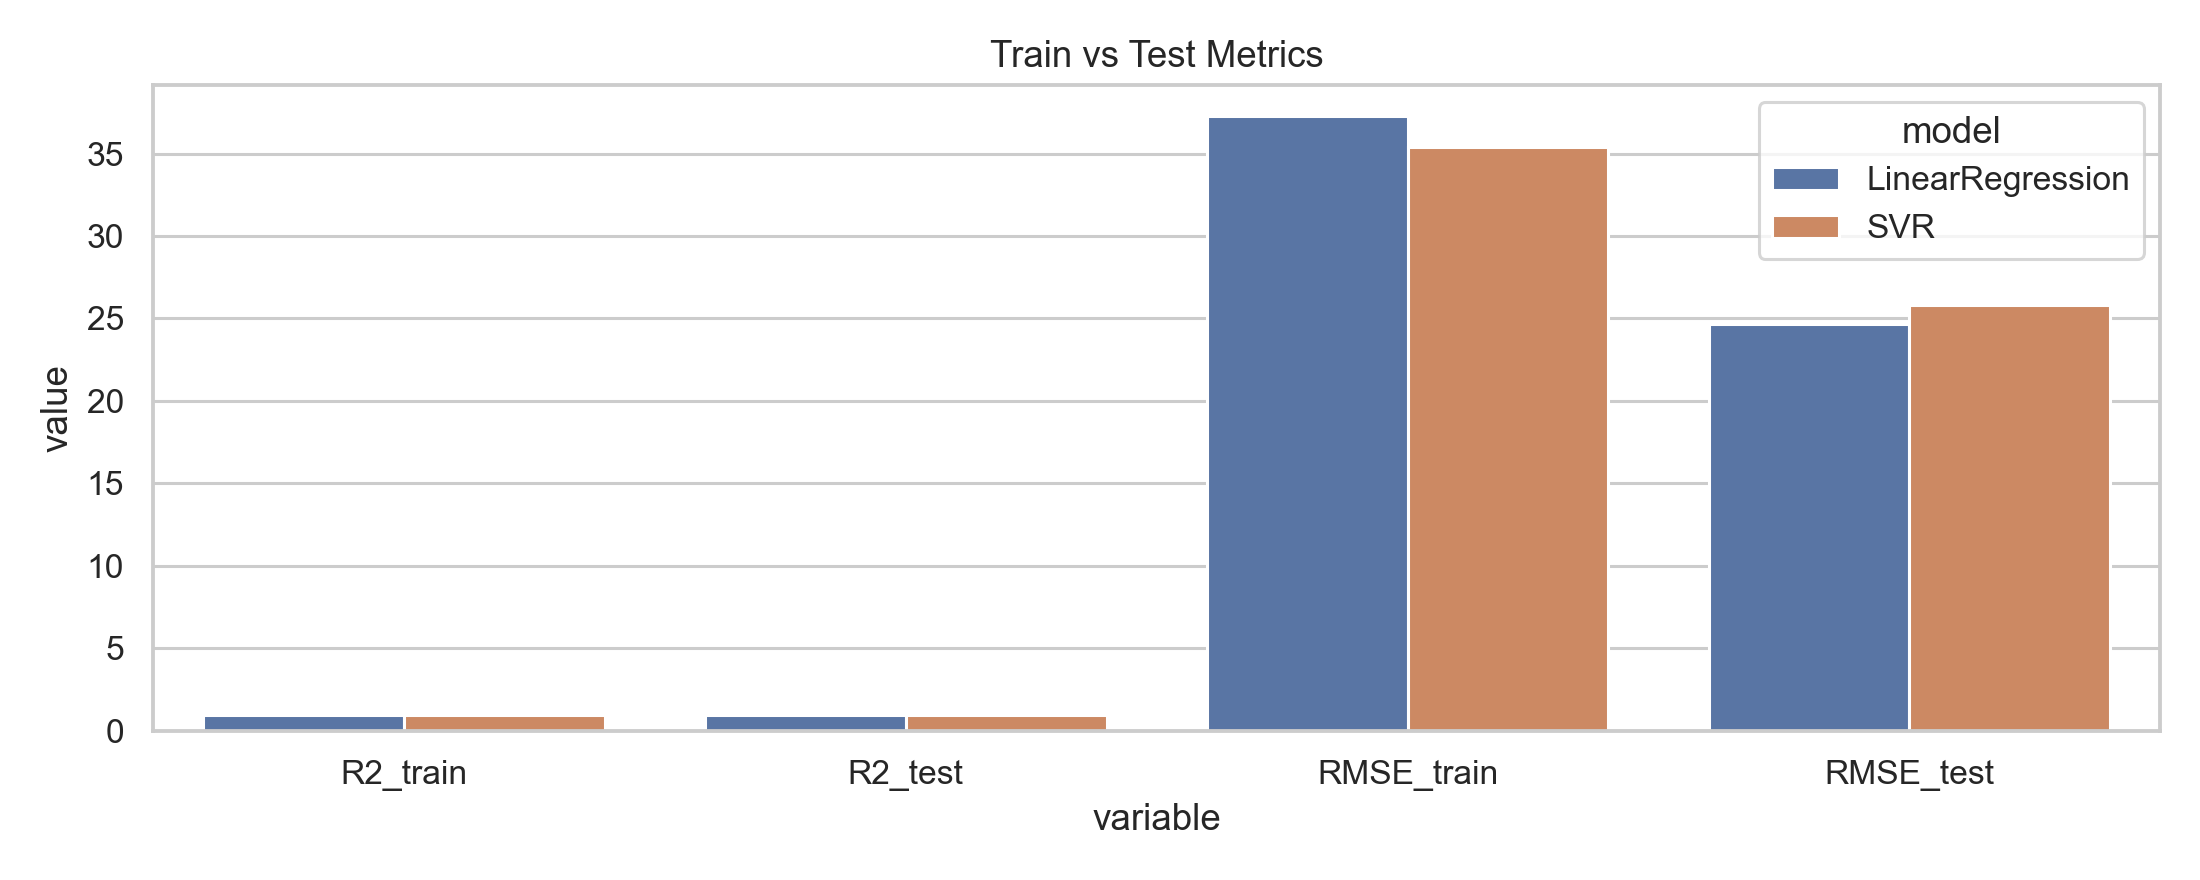 Train vs Test Metrics
model
LinearRegression
SVR
value
35
30
25
20
15
10
5
0
R2_train
R2_test
RMSE_train
RMSE_test
variable